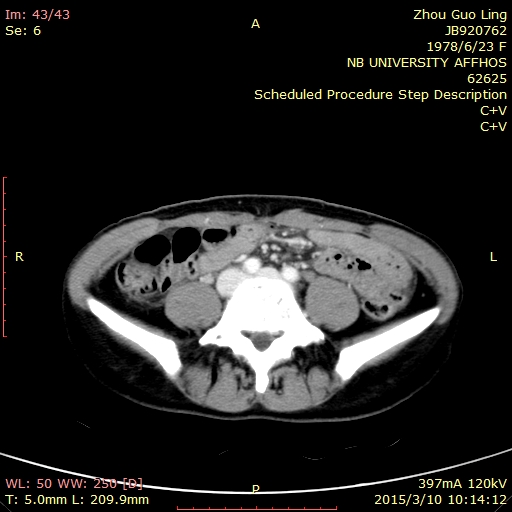 Im: 43/43
Se: 6
A
Zhou Guo Ling
JB920762
1978/6/23 F
NB UNIVERSITY AFFHOS
62625
Scheduled Procedure Step Description
C+V
C+V
R
L
WL: 50 WW: 250 [D]
T: 5.0mm L: 209.9mm
P
397mA 120kV
2015/3/10 10:14:12